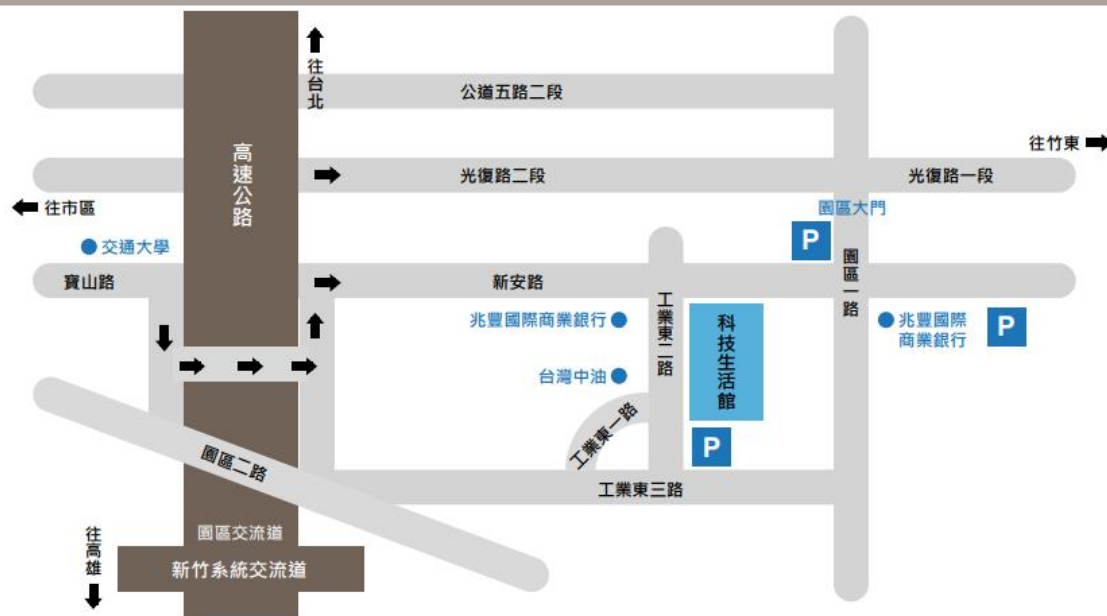 往台北
公道五路二段
高速公路
往竹東
光復路二段
光復路一段
往市區
園區大門
P
交通大學
園區一路
寶山路
新安路
工業東二路
兆豐國際商業銀行
科技生活館
兆豐國際
商業銀行
P
台灣中油
工業東一路
P
園區二路
工業東三路
園區交流道
往高雄
新竹系統交流道